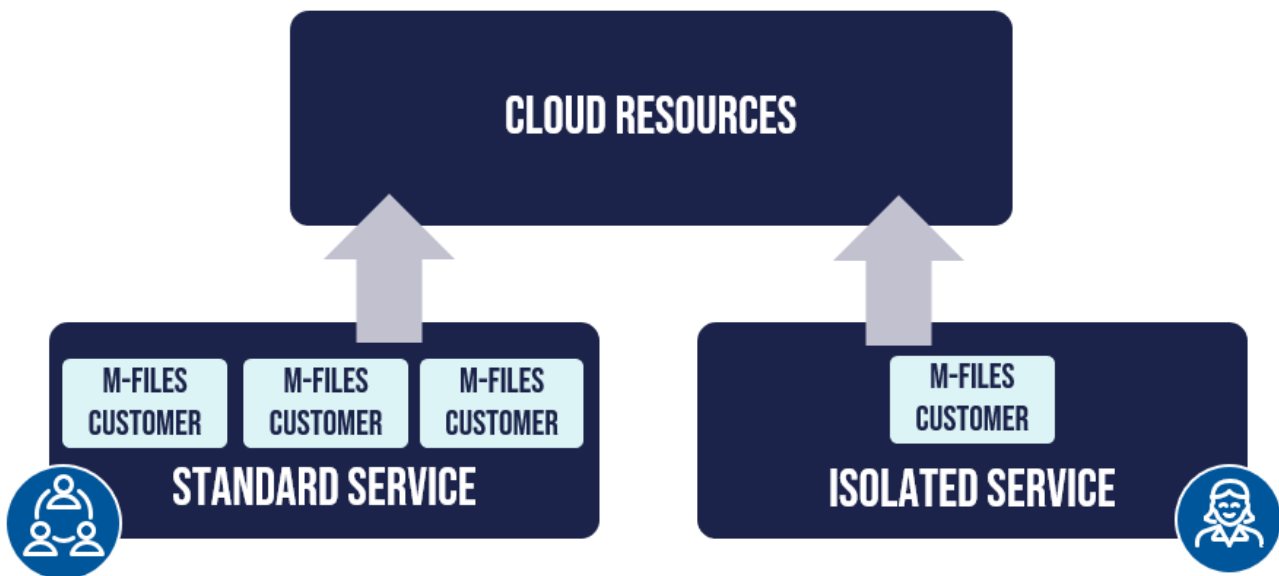 CLOUD RESOURCES
M-FILES
CUSTOMER
M-FILES
CUSTOMER
M-FILES
CUSTOMER
STANDARD SERVICE
M-FILES
CUSTOMER
ISOLATED SERVICE